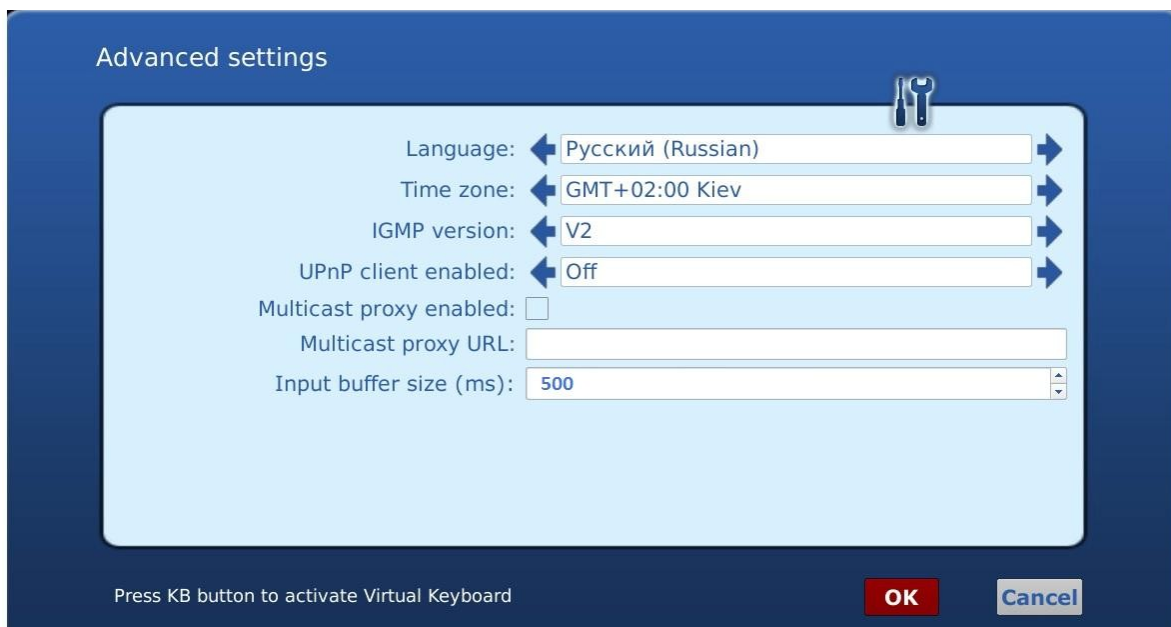 Advanced settings
Language: Русский (Russian)
Time zone: GMT+02:00 Kiev
IGMP version: V2
UPnP client enabled: Off
Multicast proxy enabled:
Multicast proxy URL:
Input buffer size (ms): 500
Press KB button to activate Virtual Keyboard OK Cancel